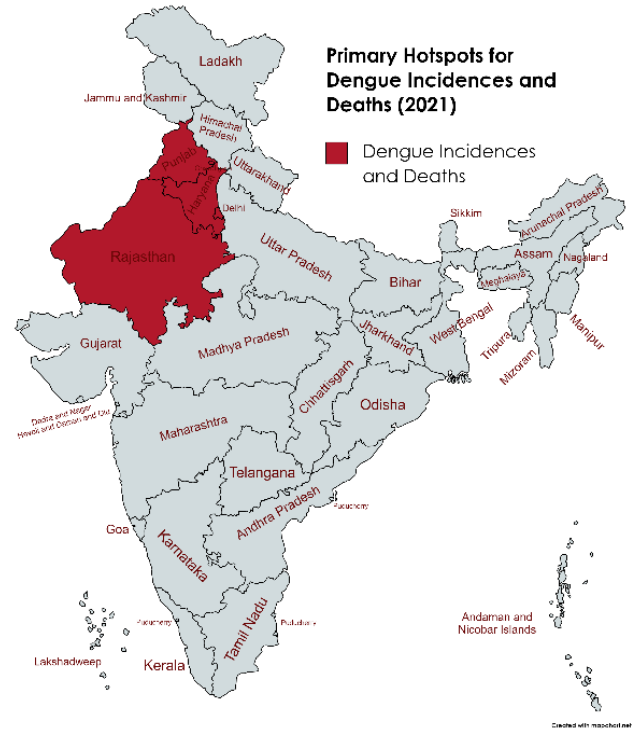 Primary Hotspots for
Dengue Incidences and
Deaths (2021)
Dengue Incidences
and Deaths
Ladakh
Jammu and Kashmir
Himachal
Pradesh
Punjab
Uttarakhand
Haryana
Delhi
Rajasthan
Uttar Pradesh
Sikkim
Arunachal Pradesh
Assam
Nagaland
Meghalaya
Bihar
Manipur
Tripura
Mizoram
West Bengal
Jharkhand
Gujarat
Madhya Pradesh
Chhattisgarh
Odisha
Dadra and Nagar
Haveli and Daman and Diu
Maharashtra
Telangana
Andhra Pradesh
Puducherry
Goa
Karnataka
Puducherry
Puducherry
Tamil Nadu
Kerala
Lakshadweep
Andaman and
Nicobar Islands
Created with mapchart.net